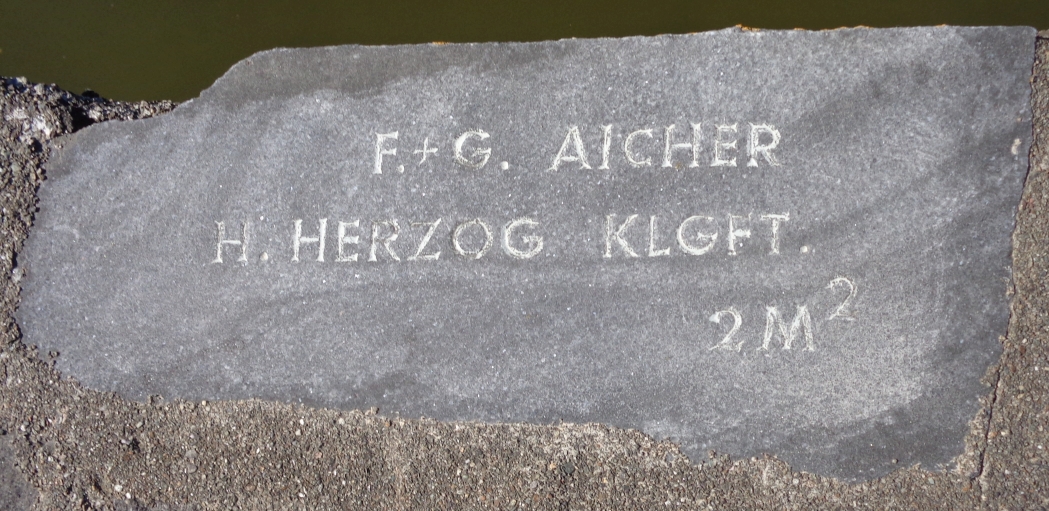 F.+G. AICHER
H. HERZOG KLGFT.
2M²